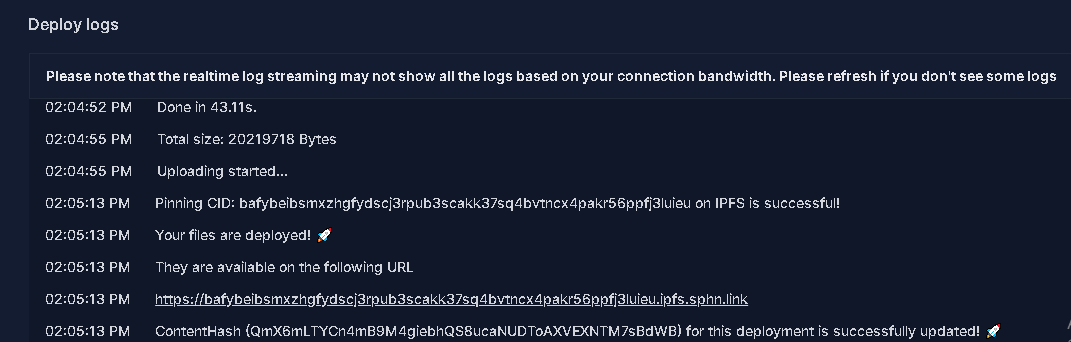 Deploy logs
Please note that the realtime log streaming may not show all the logs based on your connection bandwidth. Please refresh if you don't see some logs
02:04:52 PM Done in 43.11s.
02:04:55 PM Total size: 20219718 Bytes
02:04:55 PM Uploading started...
02:05:13 PM Pinning CID: bafybeibsmxzhgfydscj3rpub3scakk37sq4bvtncx4pakr56ppfj3luieu on IPFS is successful!
02:05:13 PM Your files are deployed! 🚀
02:05:13 PM They are available on the following URL
02:05:13 PM https://bafybeibsmxzhgfydscj3rpub3scakk37sq4bvtncx4pakr56ppfj3luieu.ipfs.sphn.link
02:05:13 PM ContentHash (QmX6mLTYCn4mB9M4giebhQS8ucaNUDToAXVEXNTM7sBdWB) for this deployment is successfully updated! 🚀